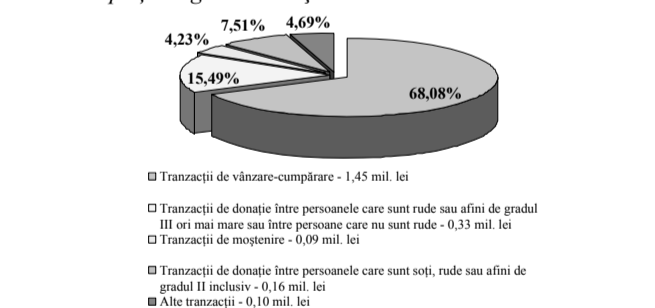 7,51%
4,69%
4,23%
15,49%
68,08%
Tranzacții de vânzare-cumpărare - 1,45 mil. lei
Tranzacții de donație între persoanele care sunt rude sau afini de gradul
III ori mai mare sau între persoane care nu sunt rude - 0,33 mil. lei
Tranzacții de moștenire - 0,09 mil. lei
Tranzacții de donație între persoanele care sunt soți, rude sau afini de
gradul II inclusiv - 0,16 mil. lei
Alte tranzacții - 0,10 mil. lei